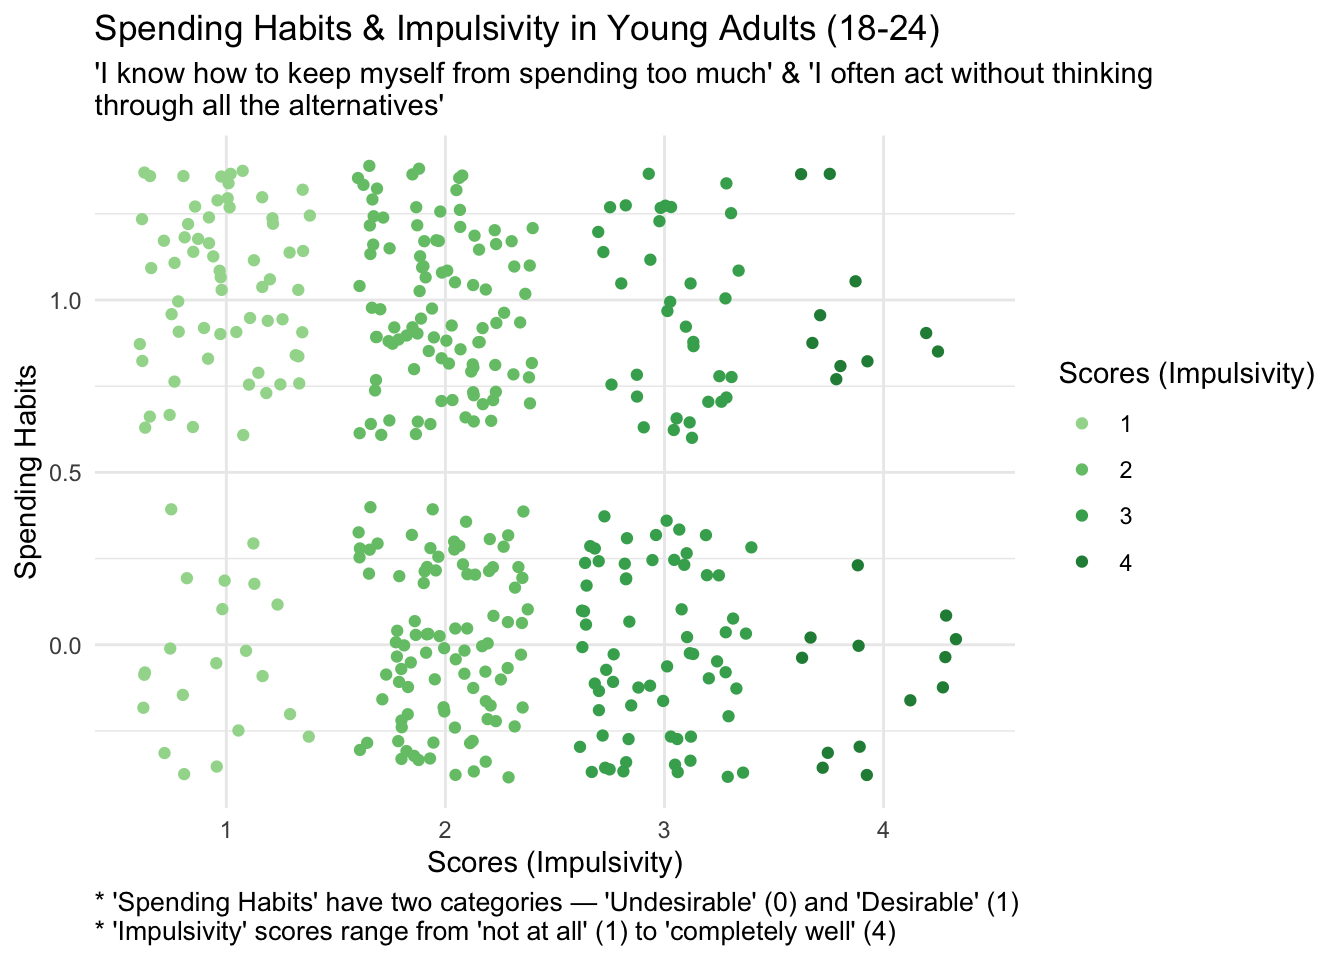 Spending Habits & Impulsivity in Young Adults (18-24)
'I know how to keep myself from spending too much' & 'I often act without thinking
through all the alternatives'
Spending Habits
1.0
0.5
0.0
1 2 3 4
Scores (Impulsivity)
Scores (Impulsivity)
1
2
3
4
* 'Spending Habits' have two categories — 'Undesirable' (0) and 'Desirable' (1)
* 'Impulsivity' scores range from 'not at all' (1) to 'completely well' (4)